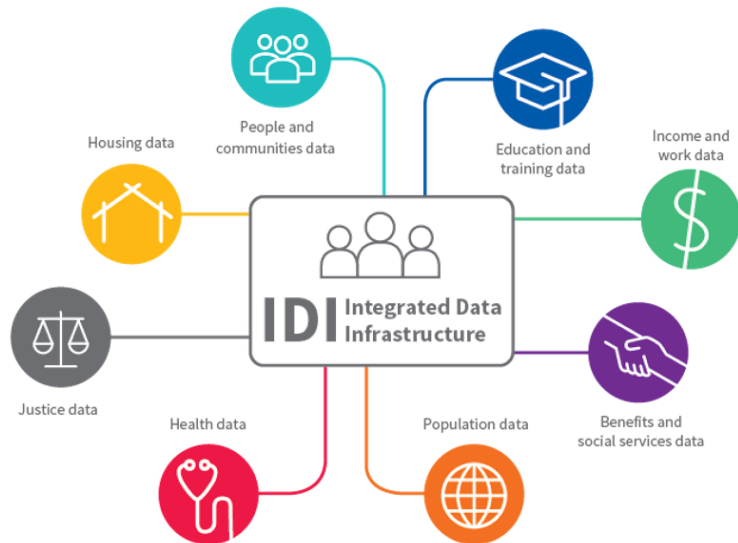 People and
communities data
Education and
training data
Income and
work data
Housing data
IDI
Integrated Data
Infrastructure
Justice data
Benefits and
social services data
Health data
Population data